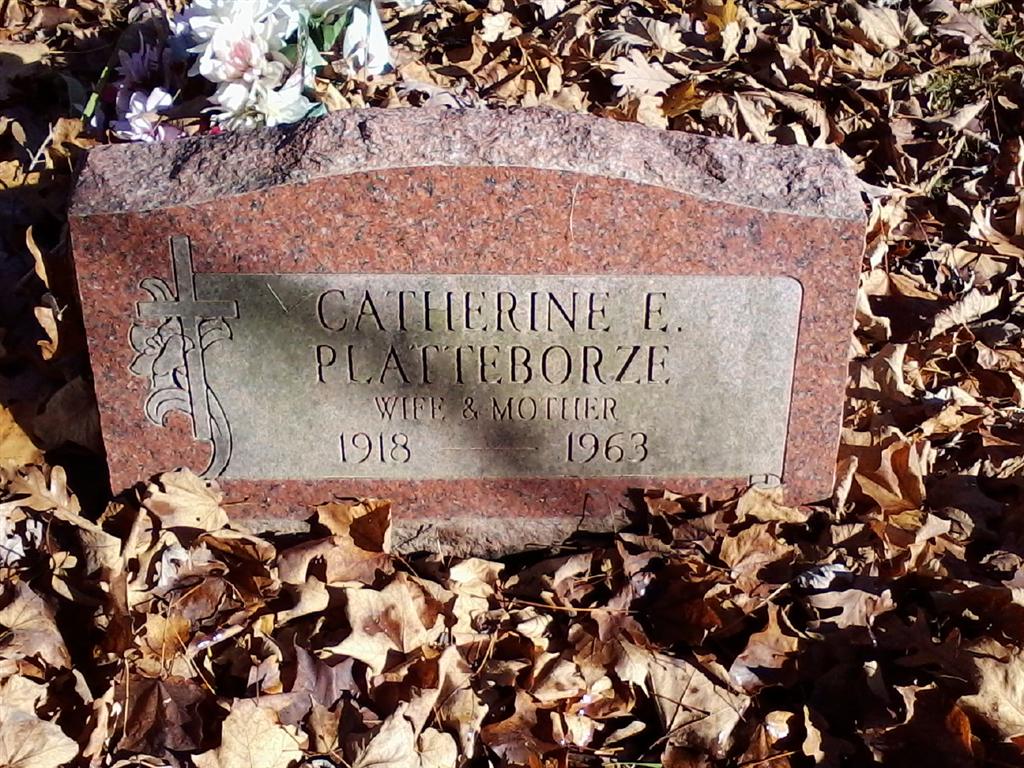 CATHERINE E.
PLATTEBORZE
WIFE & MOTHER
1918 — 1963